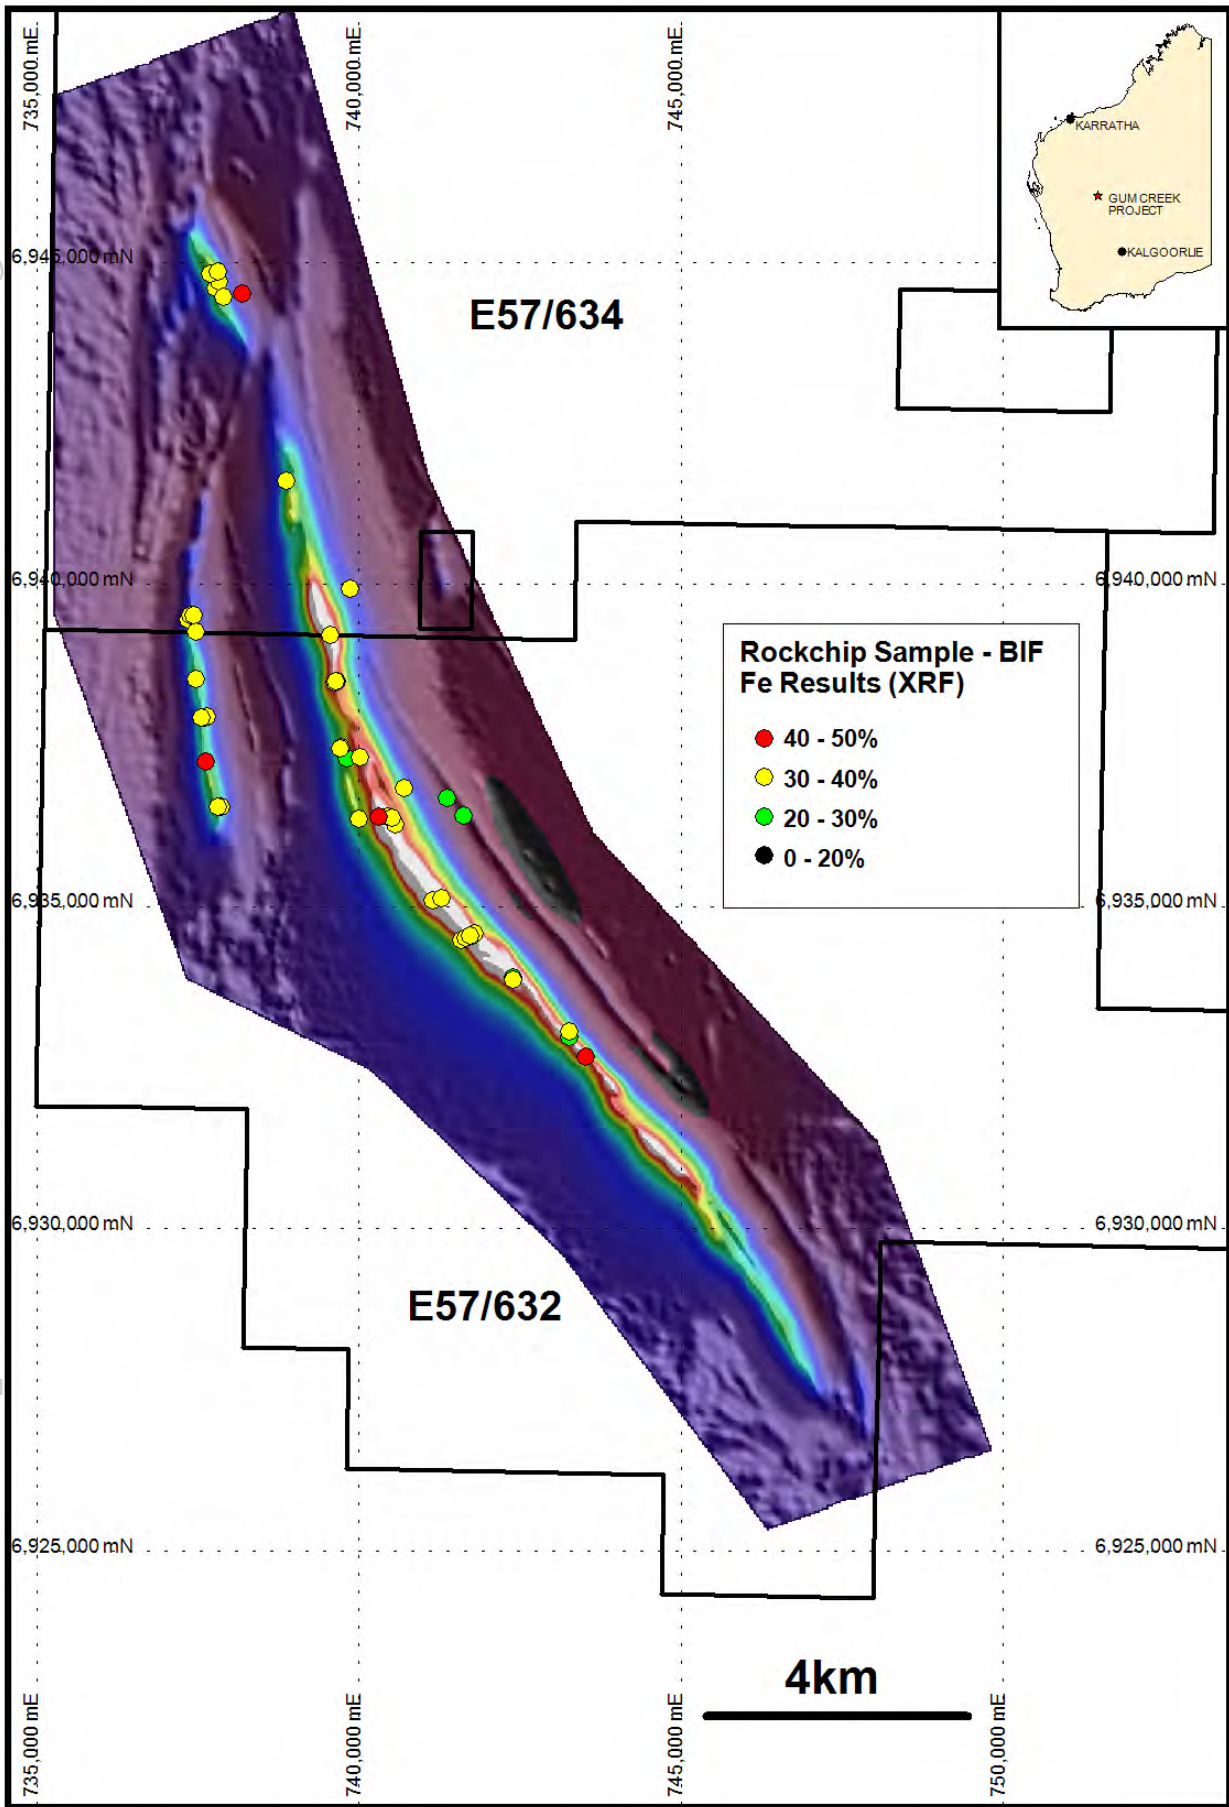 735,000 mE
740,000 mE
745,000 mE
KARRATHA
GUM CREEK
PROJECT
KALGOORLIE
6,945,000 mN
E57/634
6,940,000 mN
6,940,000 mN
Rockchip Sample - BIF
Fe Results (XRF)
40 - 50%
30 - 40%
20 - 30%
0 - 20%
6,935,000 mN
6,935,000 mN
6,930,000 mN
6,930,000 mN
E57/632
6,925,000 mN
6,925,000 mN
4km
735,000 mE
740,000 mE
745,000 mE
750,000 mE